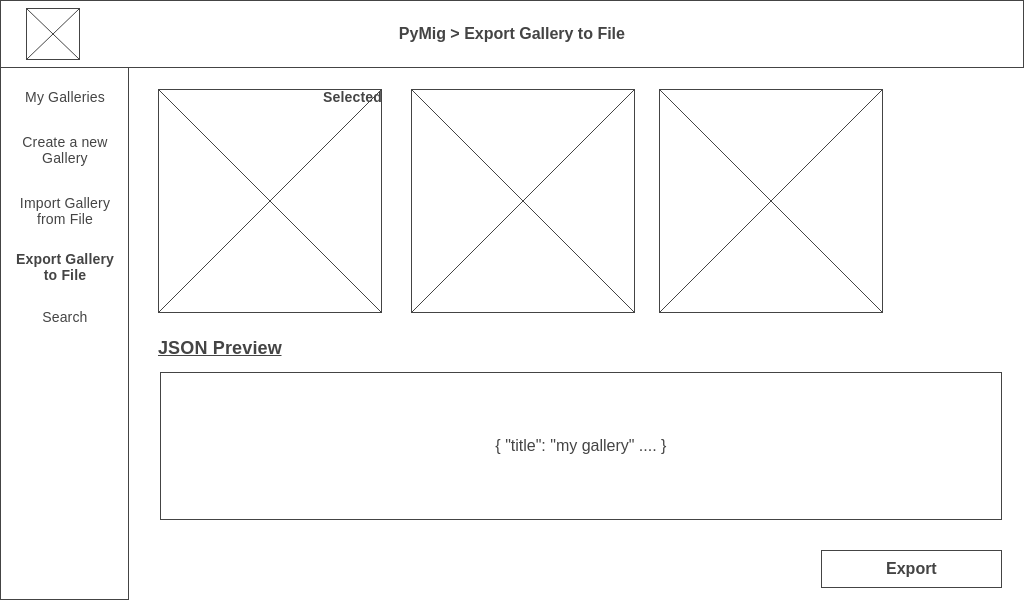 PyMig > Export Gallery to File
My Galleries
Create a new
Gallery
Import Gallery
from File
Export Gallery
to File
Search
Selected
JSON Preview
{ "title": "my gallery" .... }
Export